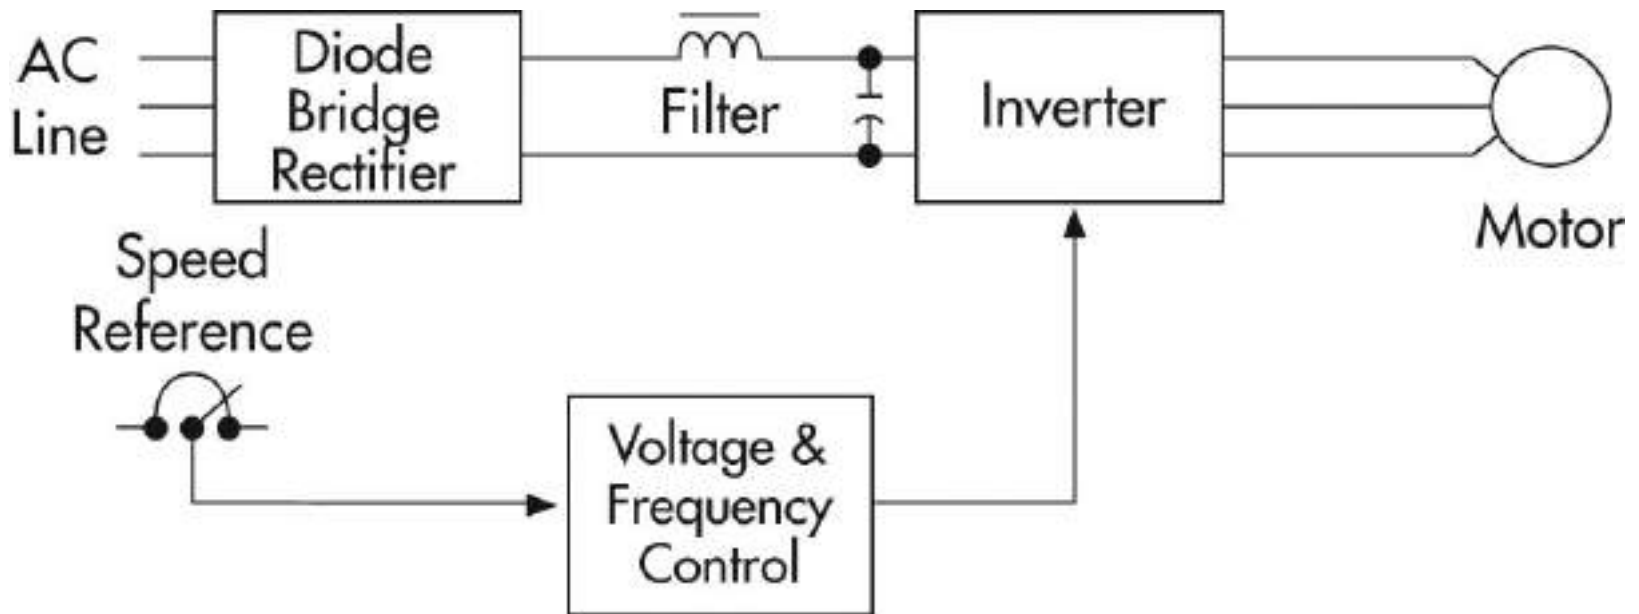 AC
Line
Diode
Bridge
Rectifier
Filter
Inverter
Motor
Speed
Reference
Voltage &
Frequency
Control